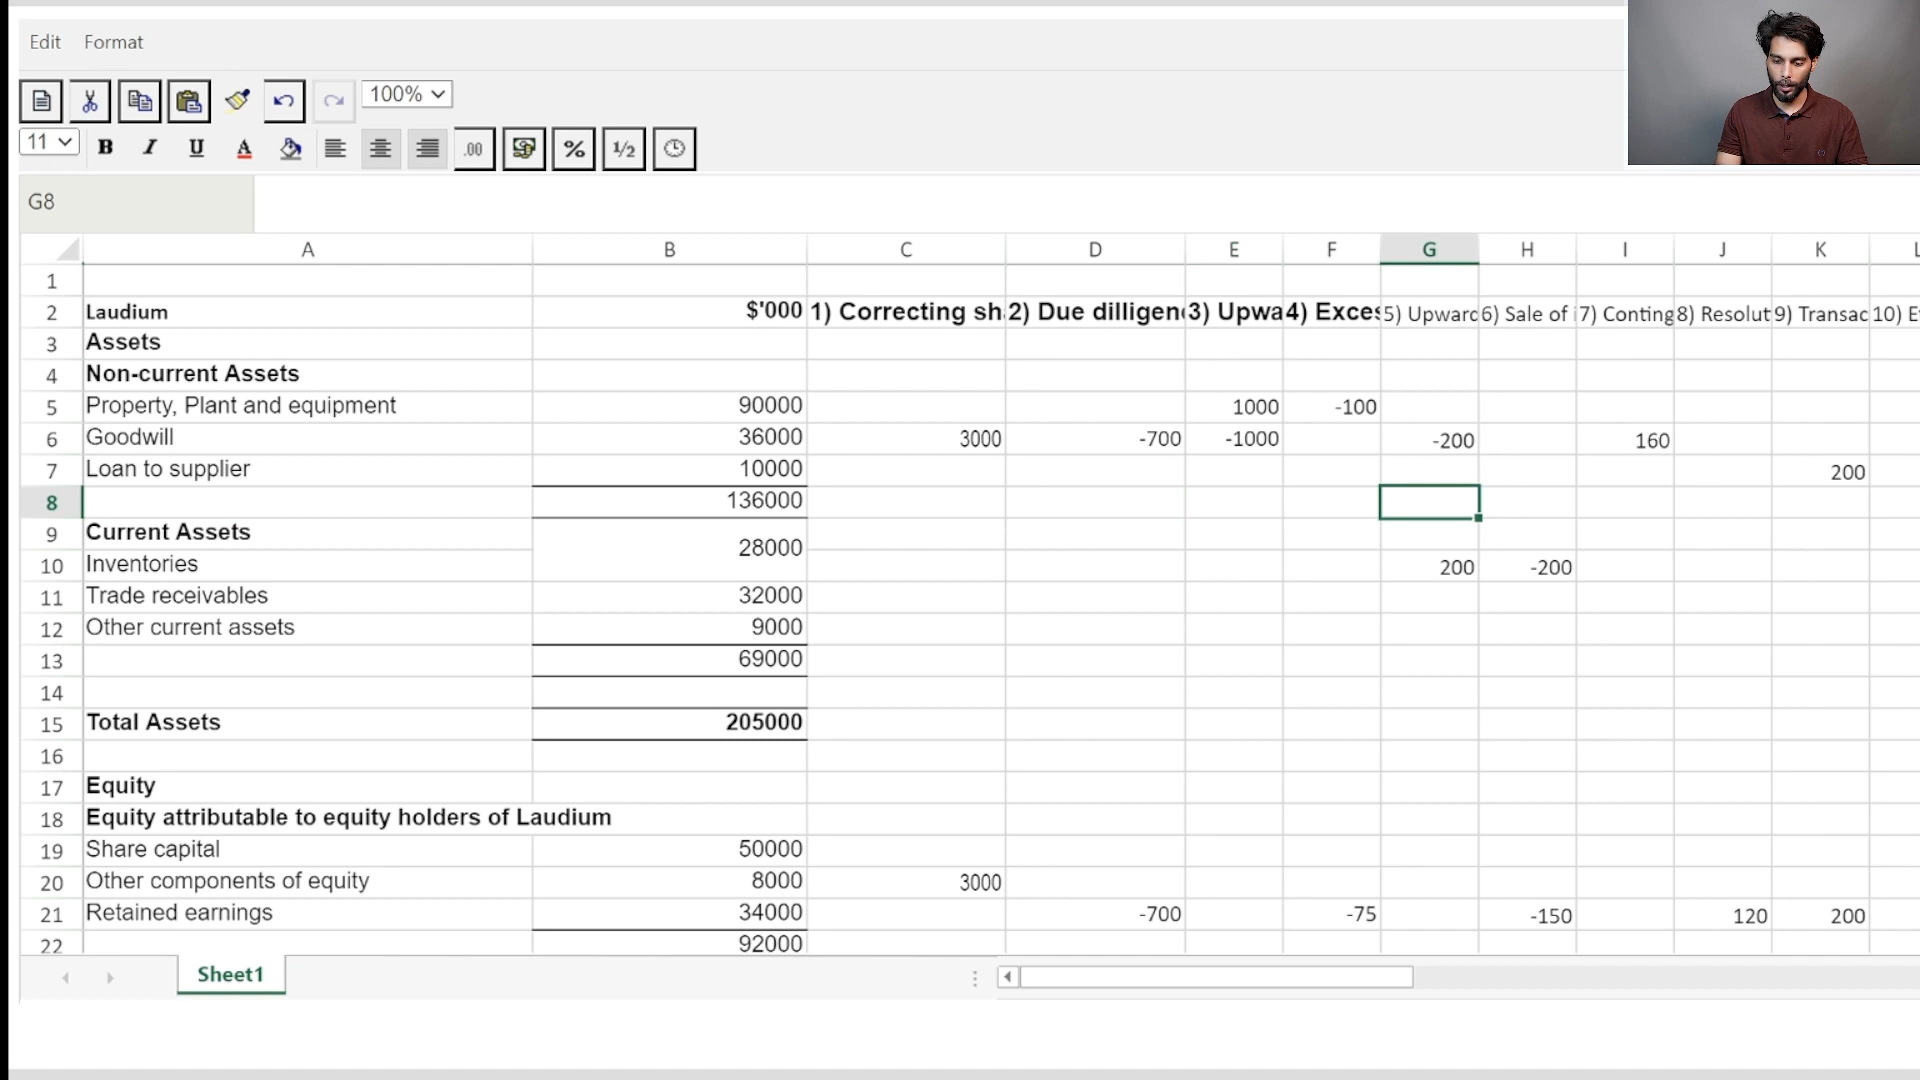 Edit Format
100%
11 B I U A .00 % 1/2
G8
A B C D E F G H I J K
1
2 Laudium $'000 1) Correcting sh 2) Due dilligen 3) Upwa 4) Exces 5) Upward 6) Sale of i 7) Conting 8) Resolut 9) Transac 10) E
3 Assets
4 Non-current Assets
5 Property, Plant and equipment 90000 1000 -100
6 Goodwill 36000 3000 -700 -1000 -200 160
7 Loan to supplier 10000 200
8 136000
9 Current Assets 28000
10 Inventories 200 -200
11 Trade receivables 32000
12 Other current assets 9000
13 69000
14
15 Total Assets 205000
16
17 Equity
18 Equity attributable to equity holders of Laudium
19 Share capital 50000
20 Other components of equity 8000 3000
21 Retained earnings 34000 -700 -75 -150 120 200
22 92000
Sheet1